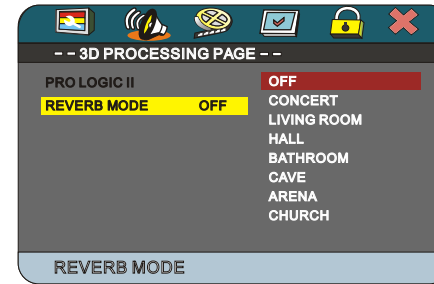 - - 3D PROCESSING PAGE - -
PRO LOGIC II
REVERB MODE OFF
OFF
CONCERT
LIVING ROOM
HALL
BATHROOM
CAVE
ARENA
CHURCH
REVERB MODE